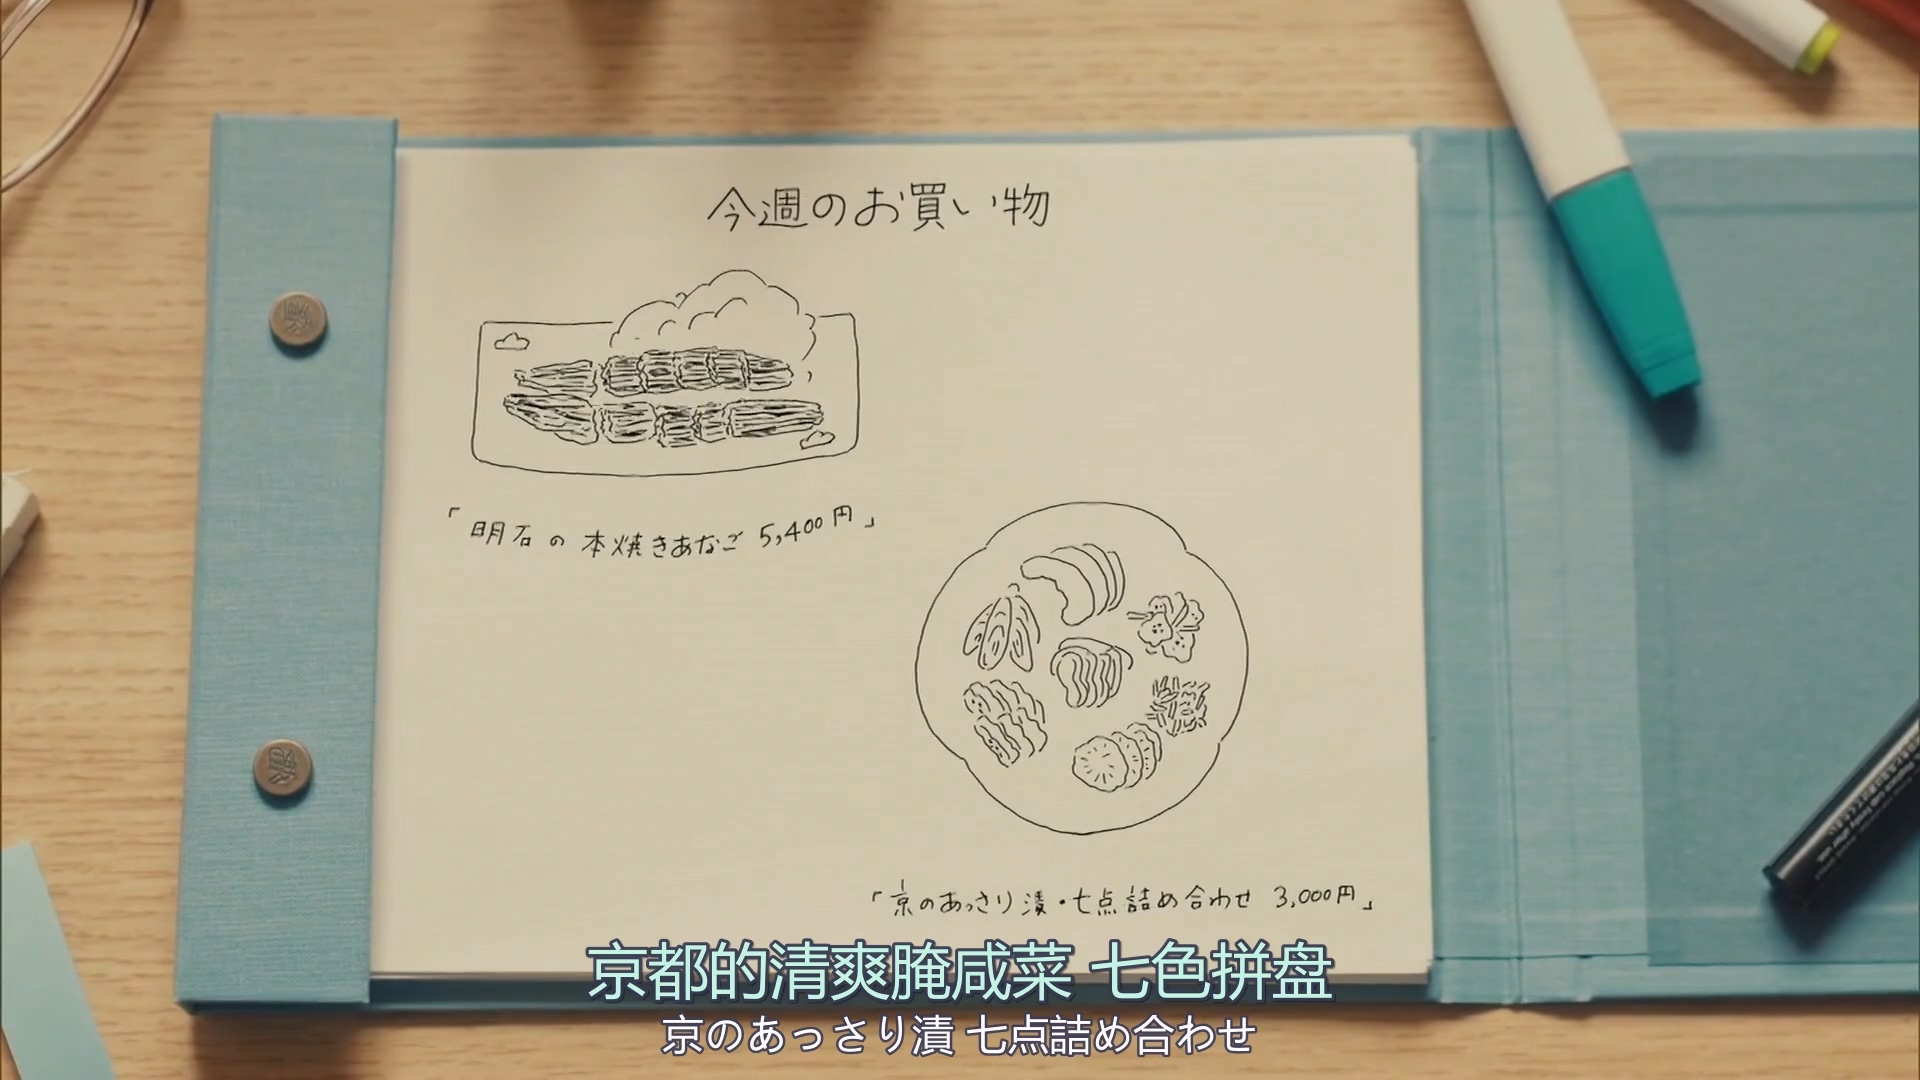 今週のお買い物
「明石の本焼きあなご 5,400円」
「京のあっさり漬・七点詰め合わせ 3,000円」
京都的清爽腌咸菜 七色拼盘
京のあっさり漬 七点詰め合わせ